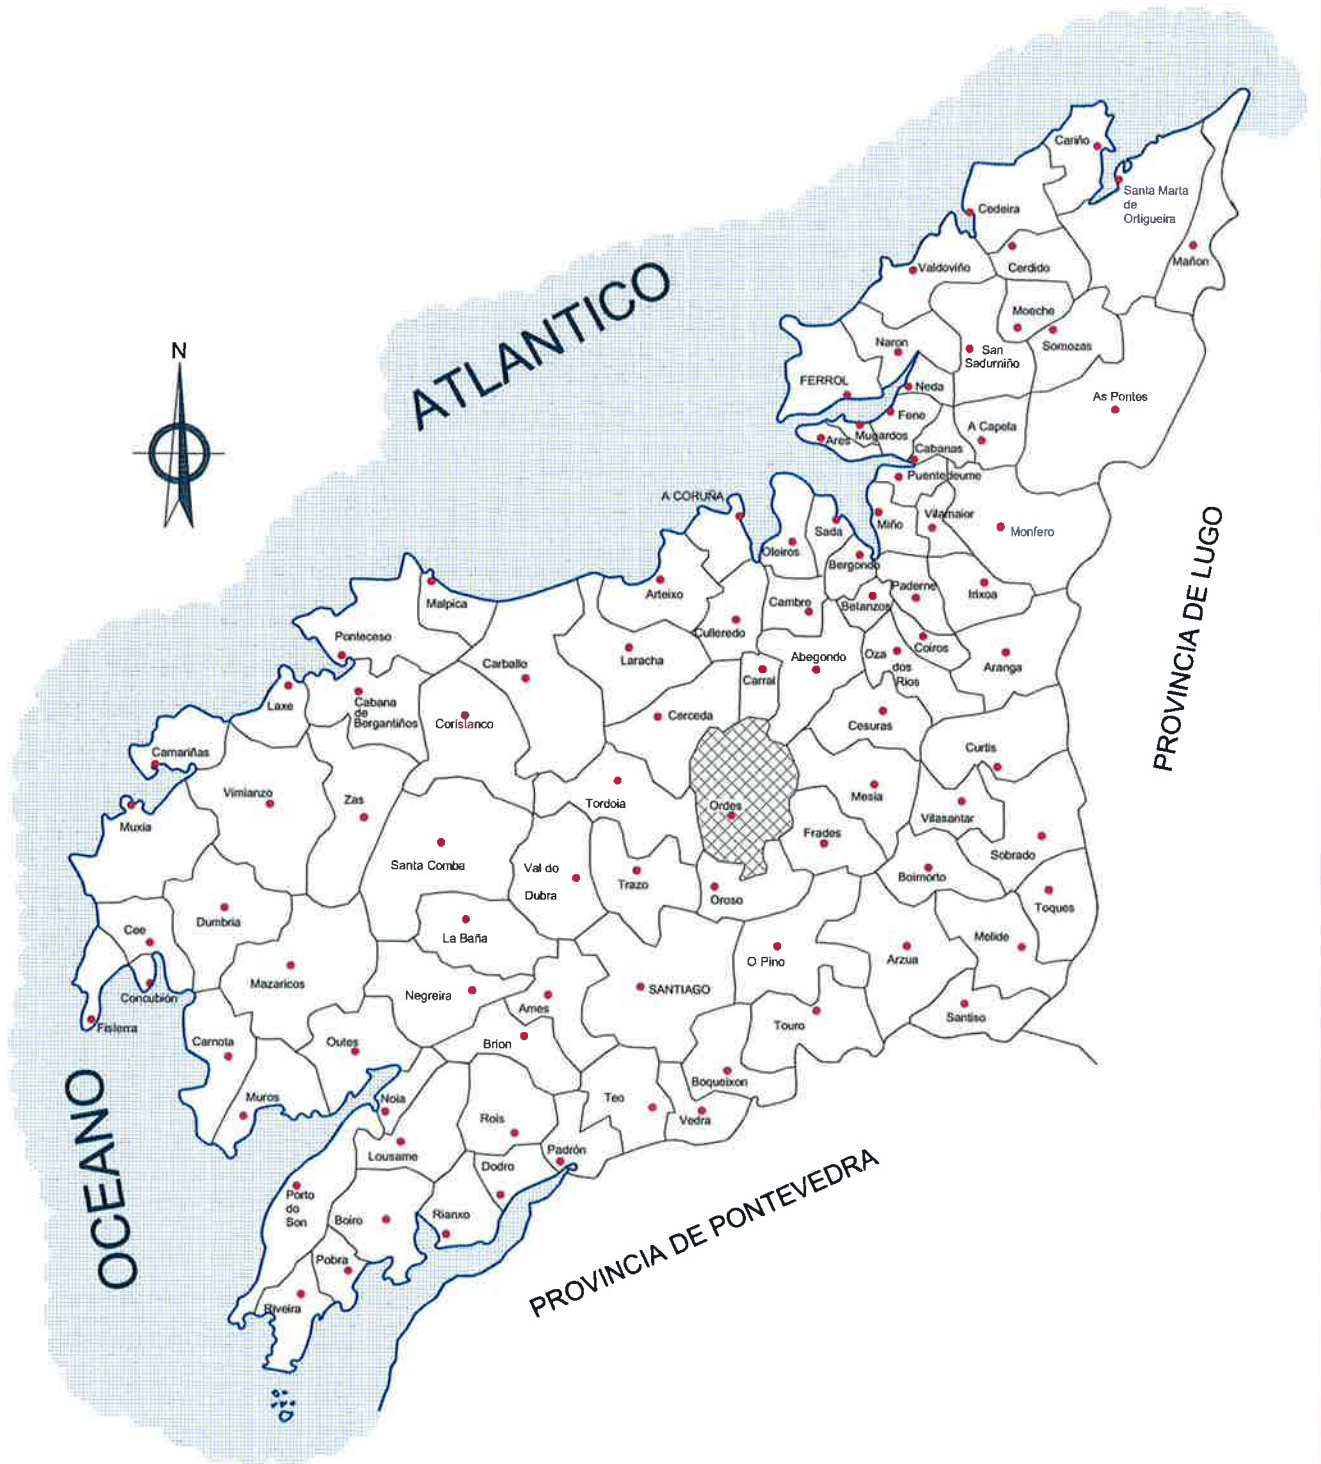 Cariño
Santa Marta
de
Ortigueira
Cedeira
Mañon
Valdoviño
Cerdido
ATLANTICO
Moeche
Somozas
N
Naron
San
Sadurniño
FERROL
Neda
As Pontes
Fene
A Capela
Ares
Mugardos
Cabanas
Puentedeume
A CORUÑA
Miño
Vilamaior
Monfero
Sada
Oleiros
Bergondo
PROVINCIA DE LUGO
Arteixo
Paderne
Irixoa
Malpica
Cambre
Betanzos
Culleredo
Ponteceso
Coiros
Carballo
Laracha
Abegondo
Oza
dos
Rios
Aranga
Carral
Laxe
Cabana
de
Bergantiños
Coristanco
Cerceda
Cesuras
Camariñas
Curtis
Vimianzo
Zas
Tordoia
Ordes
Mesia
Vilasantar
Muxia
Frades
Sobrado
Santa Comba
Val do
Dubra
Trazo
Oroso
Boimorto
Toques
Dumbria
Cee
La Baña
Melide
O Pino
Arzua
Mazaricos
Negreira
SANTIAGO
Concubión
Ames
Touro
Santiso
Fisterra
Carnota
Outes
Brion
Boqueixon
OCEANO
Muros
Noia
Teo
Vedra
Rois
Lousame
Padrón
Dodro
Porto
do
Son
Boiro
Rianxo
PROVINCIA DE PONTEVEDRA
Pobra
Riveira